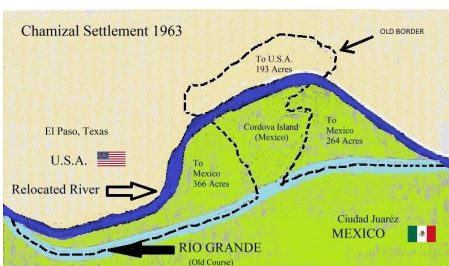 Chamizal Settlement 1963
OLD BORDER
To U.S.A.
193 Acres
El Paso, Texas
U.S.A.
Relocated River
Cordova Island
(Mexico)
To
Mexico
264 Acres
To
Mexico
366 Acres
Ciudad Juaréz
MEXICO
RIO GRANDE
(Old Course)